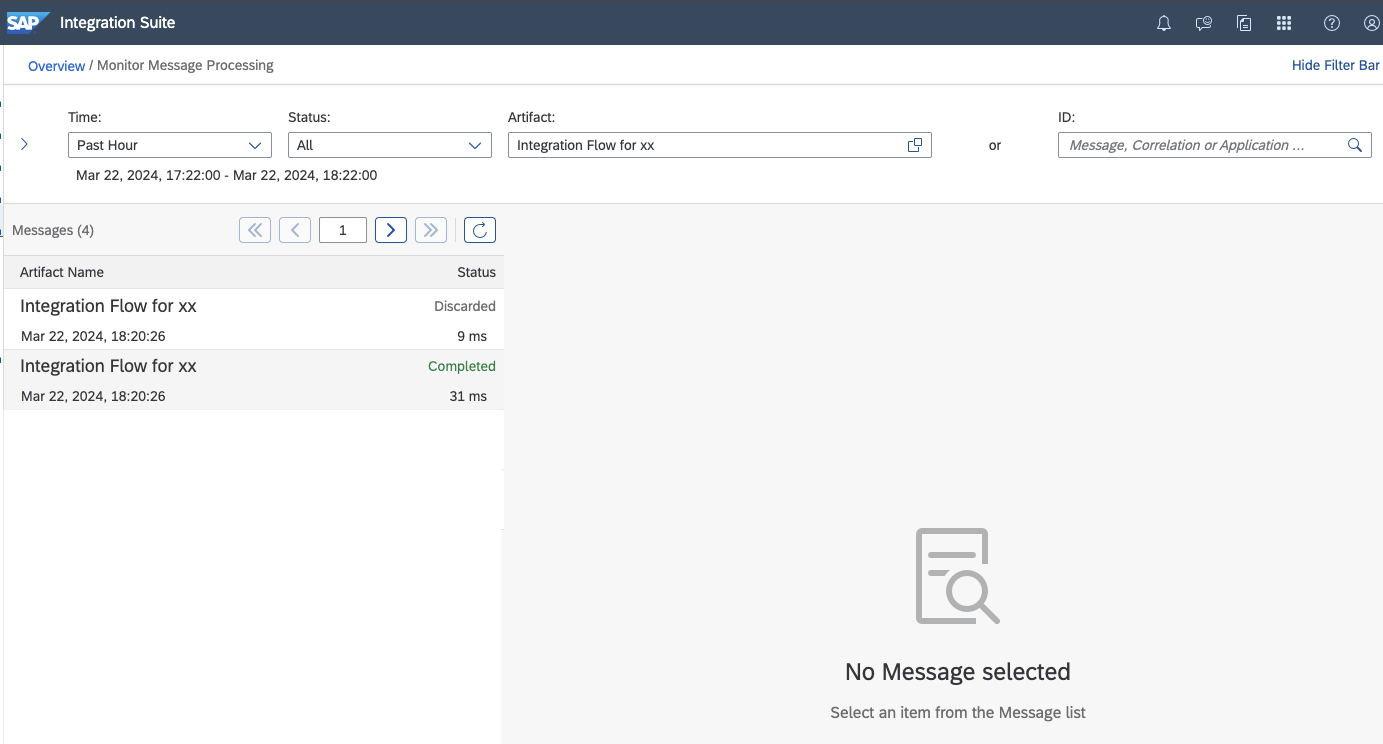 SAP Integration Suite
Overview / Monitor Message Processing
Hide Filter Bar
Time: Status: Artifact: ID:
Past Hour All Integration Flow for xx or Message, Correlation or Application ...
Mar 22, 2024, 17:22:00 - Mar 22, 2024, 18:22:00
Messages (4) 1
Artifact Name Status
Integration Flow for xx Discarded
Mar 22, 2024, 18:20:26 9 ms
Integration Flow for xx Completed
Mar 22, 2024, 18:20:26 31 ms
No Message selected
Select an item from the Message list